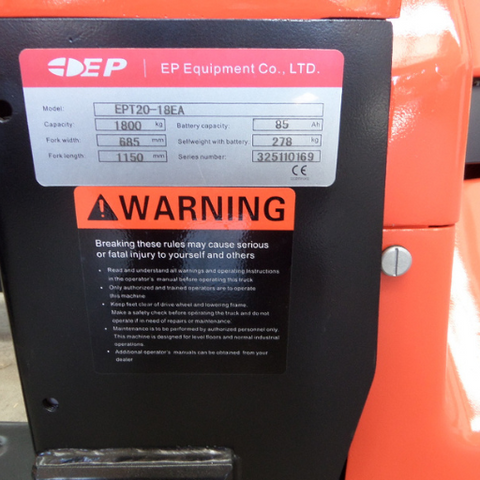 EP
EP Equipment Co., LTD.
Model: EPT20-18EA
Capacity: 1800 kg Battery capacity: 85 Ah
Fork width: 685 mm Selfweight with battery: 278 kg
Fork length: 1150 mm Series number: 325110169
CE
WARNING
Breaking these rules may cause serious
or fatal injury to yourself and others
• Read and understand all warnings and operating instructions
in the operator's manual before operating this truck
• Only authorized and trained operators are to operate
this machine
• Keep feet clear of drive wheel and lowering frame.
Make a safety check before operating the truck and do not
operate if in need of repairs or maintenance.
• Maintenance is to be performed by authorized personnel only.
This machine is designed for level floors and normal industrial
operations.
• Additional operator's manuals can be obtained from your
dealer